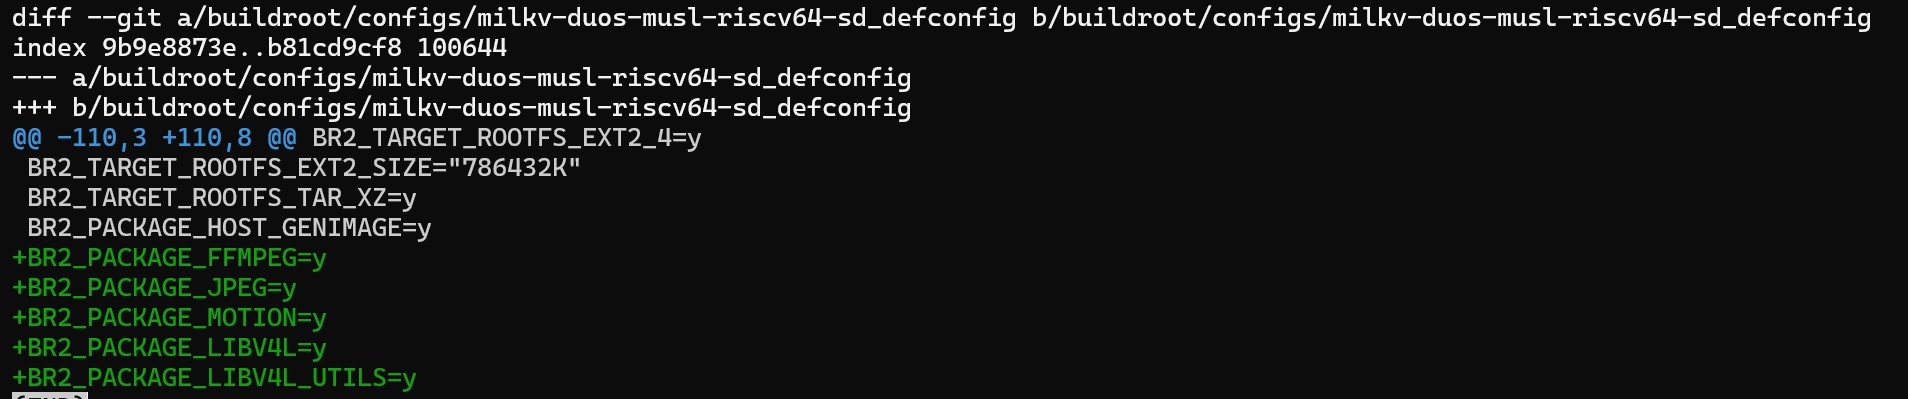 diff --git a/buildroot/configs/milkv-duos-musl-riscv64-sd_defconfig b/buildroot/configs/milkv-duos-musl-riscv64-sd_defconfig
index 9b9e8873e..b81cd9cf8 100644
--- a/buildroot/configs/milkv-duos-musl-riscv64-sd_defconfig
+++ b/buildroot/configs/milkv-duos-musl-riscv64-sd_defconfig
@@ -110,3 +110,8 @@ BR2_TARGET_ROOTFS_EXT2_4=y
 BR2_TARGET_ROOTFS_EXT2_SIZE="786432K"
 BR2_TARGET_ROOTFS_TAR_XZ=y
 BR2_PACKAGE_HOST_GENIMAGE=y
+BR2_PACKAGE_FFMPEG=y
+BR2_PACKAGE_JPEG=y
+BR2_PACKAGE_MOTION=y
+BR2_PACKAGE_LIBV4L=y
+BR2_PACKAGE_LIBV4L_UTILS=y